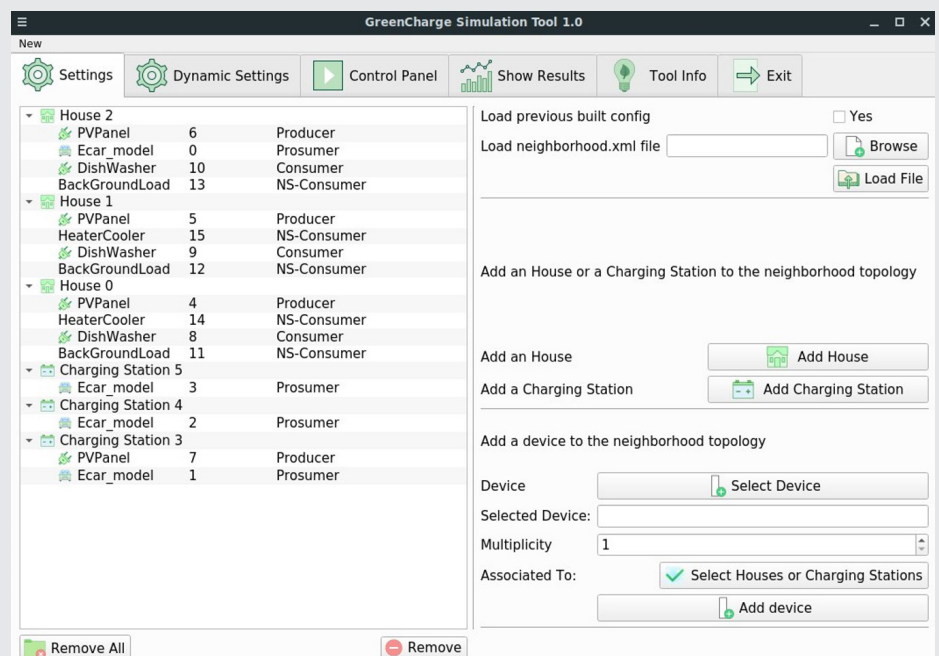 GreenCharge Simulation Tool 1.0
New
Settings Dynamic Settings Control Panel Show Results Tool Info Exit
House 2
PVPanel 6 Producer
Ecar_model 0 Prosumer
DishWasher 10 Consumer
BackGroundLoad 13 NS-Consumer
House 1
PVPanel 5 Producer
HeaterCooler 15 NS-Consumer
DishWasher 9 Consumer
BackGroundLoad 12 NS-Consumer
House 0
PVPanel 4 Producer
HeaterCooler 14 NS-Consumer
DishWasher 8 Consumer
BackGroundLoad 11 NS-Consumer
Charging Station 5
Ecar_model 3 Prosumer
Charging Station 4
Ecar_model 2 Prosumer
Charging Station 3
PVPanel 7 Producer
Ecar_model 1 Prosumer
Remove All Remove
Load previous built config Yes
Load neighborhood.xml file Browse
Load File
Add an House or a Charging Station to the neighborhood topology
Add an House Add House
Add a Charging Station Add Charging Station
Add a device to the neighborhood topology
Device Select Device
Selected Device:
Multiplicity 1
Associated To: Select Houses or Charging Stations
Add device